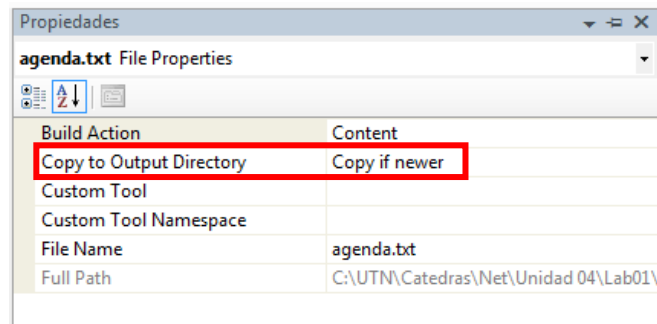 Propiedades
agenda.txt File Properties
Build Action Content
Copy to Output Directory Copy if newer
Custom Tool
Custom Tool Namespace
File Name agenda.txt
Full Path C:\UTN\Catedras\Net\Unidad 04\Lab01\